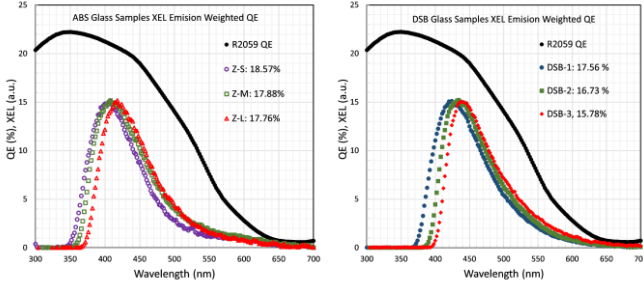 ABS Glass Samples XEL Emision Weighted QE
25
20
15
10
5
0
QE (%), XEL (a.u.)
R2059 QE
Z-S: 18.57%
Z-M: 17.88%
Z-L: 17.76%
300 350 400 450 500 550 600 650 700
Wavelength (nm)
DSB Glass Samples XEL Emision Weighted QE
25
20
15
10
5
0
QE (%), XEL (a.u.)
R2059 QE
DSB-1: 17.56 %
DSB-2: 16.73 %
DSB-3, 15.78%
300 350 400 450 500 550 600 650 700
Wavelength (nm)